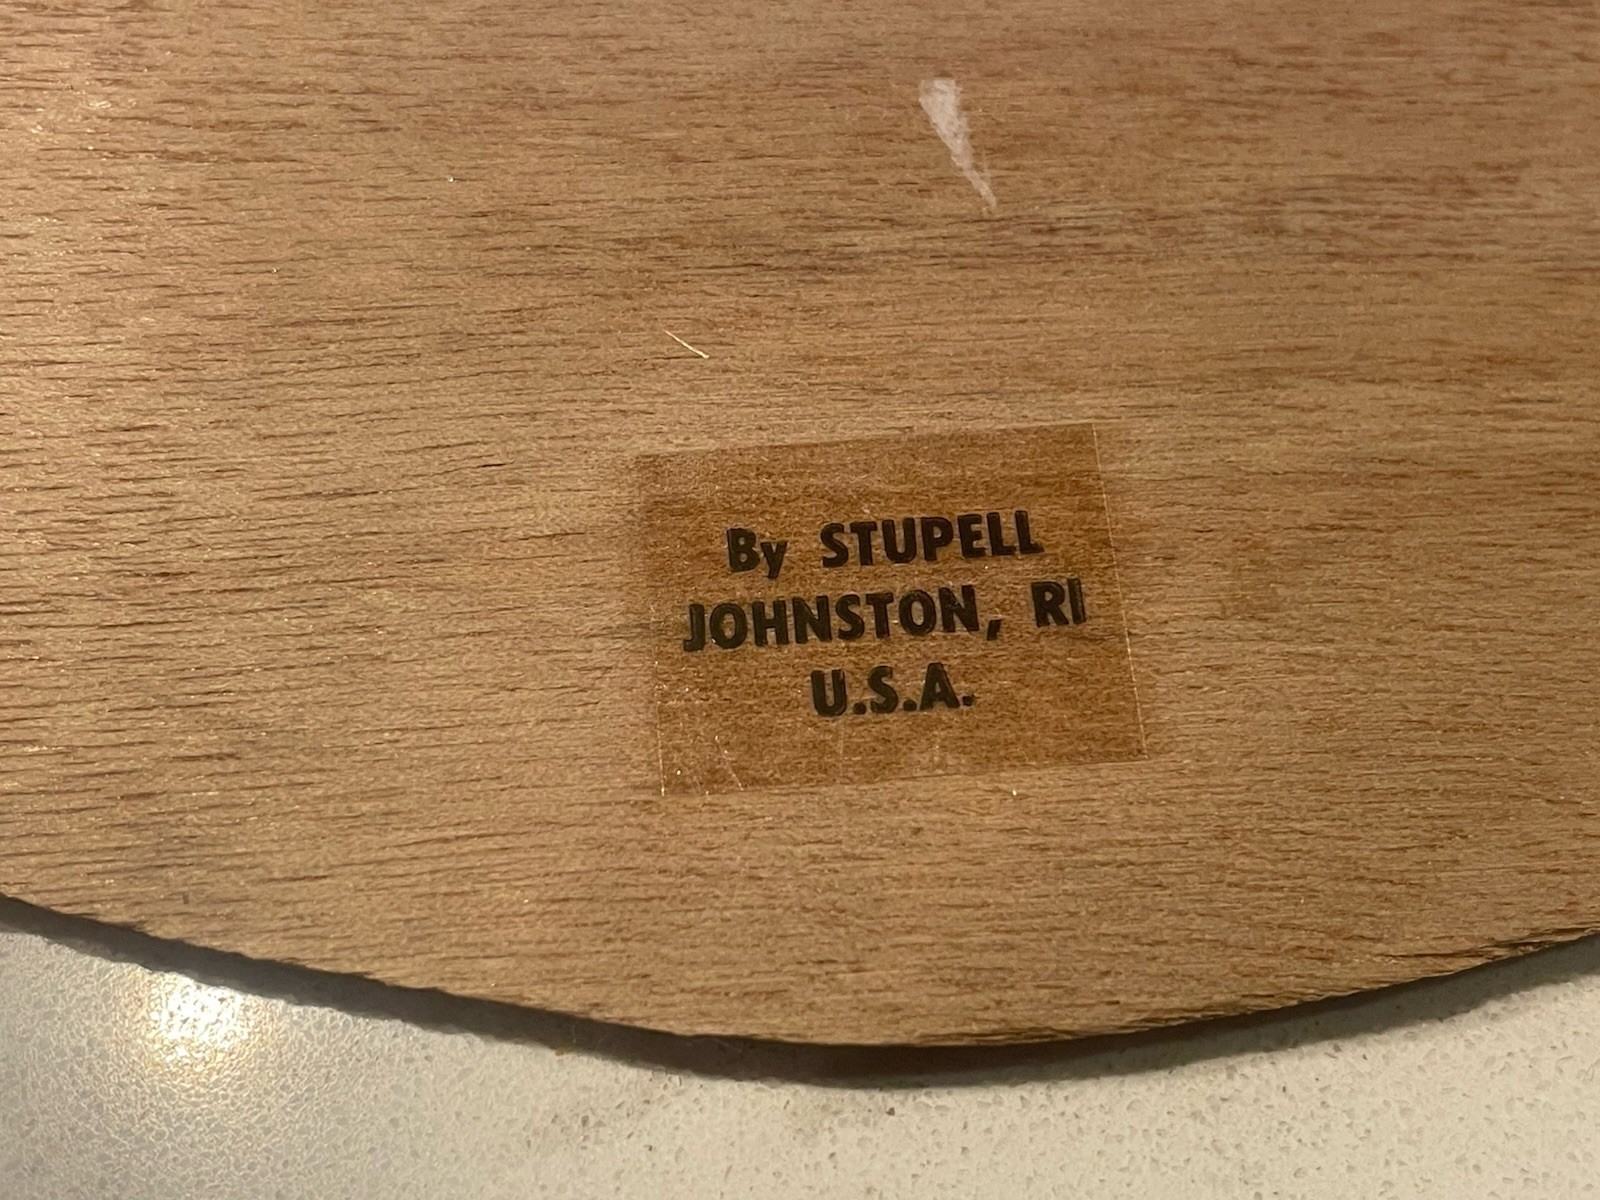 By STUPELL
JOHNSTON, RI
U.S.A.